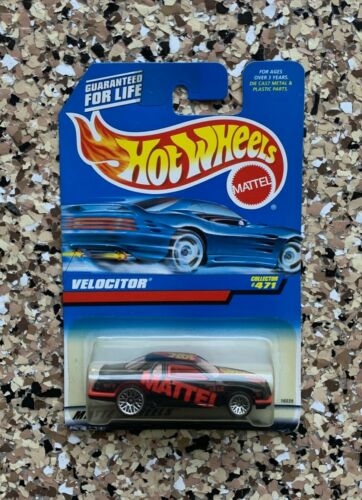 GUARANTEED
FOR LIFE
FOR AGES
OVER 3 YEARS.
DIE CAST METAL &
PLASTIC PARTS.
HOT WHEELS
MATTEL
VELOCITOR
COLLECTOR
#471
MATTEL